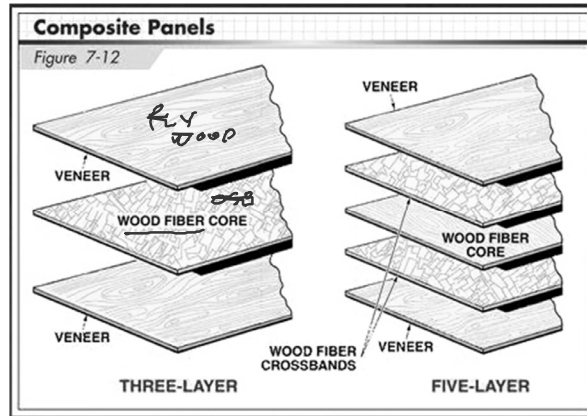 Composite Panels
Figure 7-12
PLY
WOOD
VENEER
OSB
WOOD FIBER CORE
VENEER
THREE-LAYER
VENEER
WOOD FIBER
CORE
WOOD FIBER
CROSSBANDS
VENEER
FIVE-LAYER